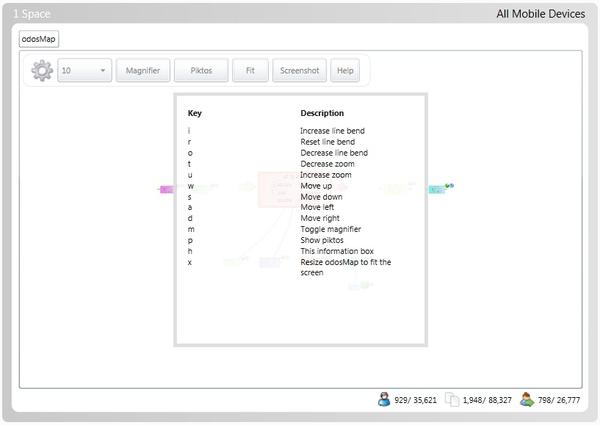 1 Space All Mobile Devices
odosMap
10 Magnifier Piktos Fit Screenshot Help
Key Description
i Increase line bend
r Reset line bend
o Decrease line bend
t Decrease zoom
u Increase zoom
w Move up
s Move down
a Move left
d Move right
m Toggle magnifier
p Show piktos
h This information box
x Resize odosMap to fit the
screen
929/ 35,621 1,948/ 88,327 798/ 26,777